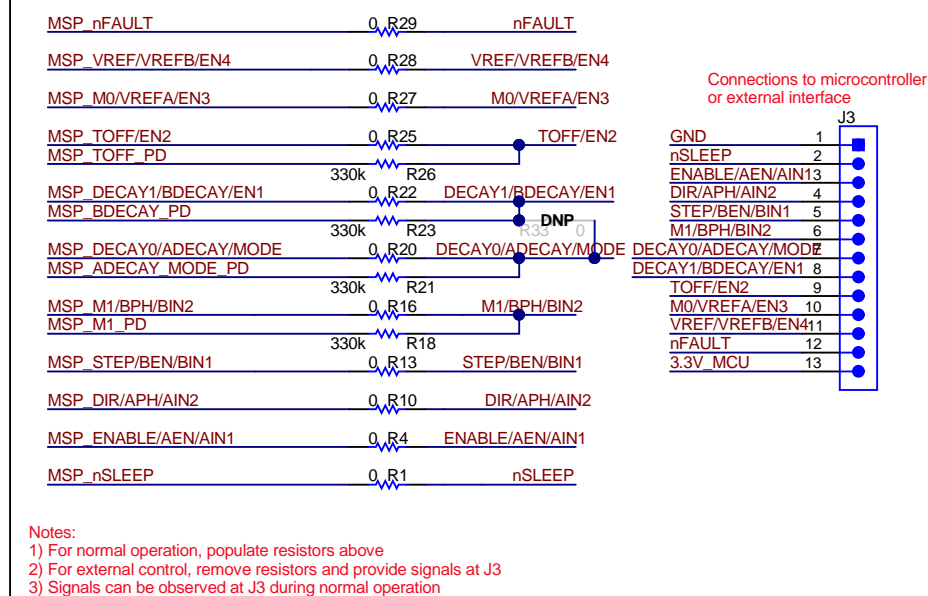 MSP_nFAULT 0 R29 nFAULT
MSP_VREF/VREFB/EN4 0 R28 VREF/VREFB/EN4
MSP_M0/VREFA/EN3 0 R27 M0/VREFA/EN3
MSP_TOFF/EN2 0 R25 TOFF/EN2
MSP_TOFF_PD
330k R26
MSP_DECAY1/BDECAY/EN1 0 R22 DECAY1/BDECAY/EN1
MSP_BDECAY_PD
330k R23
DNP
R33 0
MSP_DECAY0/ADECAY/MODE 0 R20 DECAY0/ADECAY/MODE
MSP_ADECAY_MODE_PD
330k R21
MSP_M1/BPH/BIN2 0 R16 M1/BPH/BIN2
MSP_M1_PD
330k R18
MSP_STEP/BEN/BIN1 0 R13 STEP/BEN/BIN1
MSP_DIR/APH/AIN2 0 R10 DIR/APH/AIN2
MSP_ENABLE/AEN/AIN1 0 R4 ENABLE/AEN/AIN1
MSP_nSLEEP 0 R1 nSLEEP
Connections to microcontroller
or external interface
J3
GND 1
nSLEEP 2
ENABLE/AEN/AIN1 3
DIR/APH/AIN2 4
STEP/BEN/BIN1 5
M1/BPH/BIN2 6
DECAY0/ADECAY/MODE 7
DECAY1/BDECAY/EN1 8
TOFF/EN2 9
M0/VREFA/EN3 10
VREF/VREFB/EN4 11
nFAULT 12
3.3V_MCU 13
Notes:
1) For normal operation, populate resistors above
2) For external control, remove resistors and provide signals at J3
3) Signals can be observed at J3 during normal operation